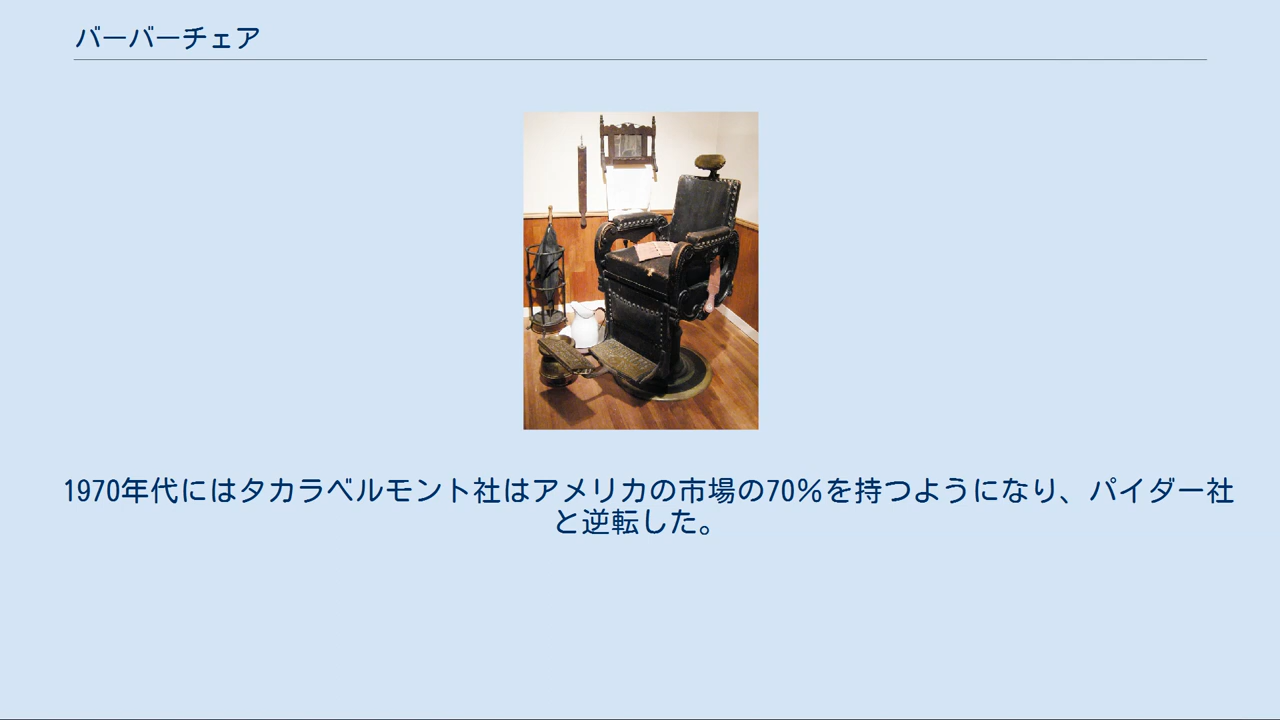 バーバーチェア
1970年代にはタカラベルモント社はアメリカの市場の70%を持つようになり、パイダー社
と逆転した。